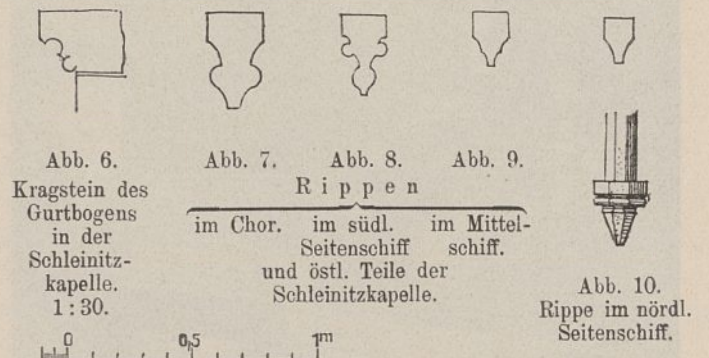 Abb. 6.
Kragstein des
Gurtbogens
in der
Schleinitz-
kapelle.
1 : 30.
Abb. 7.
Abb. 8.
Abb. 9.
Rippen
im Chor.
im südl.
Seitenschiff
und östl. Teile der
Schleinitzkapelle.
im Mittel-
schiff.
Abb. 10.
Rippe im nördl.
Seitenschiff.
0 0,5 1m